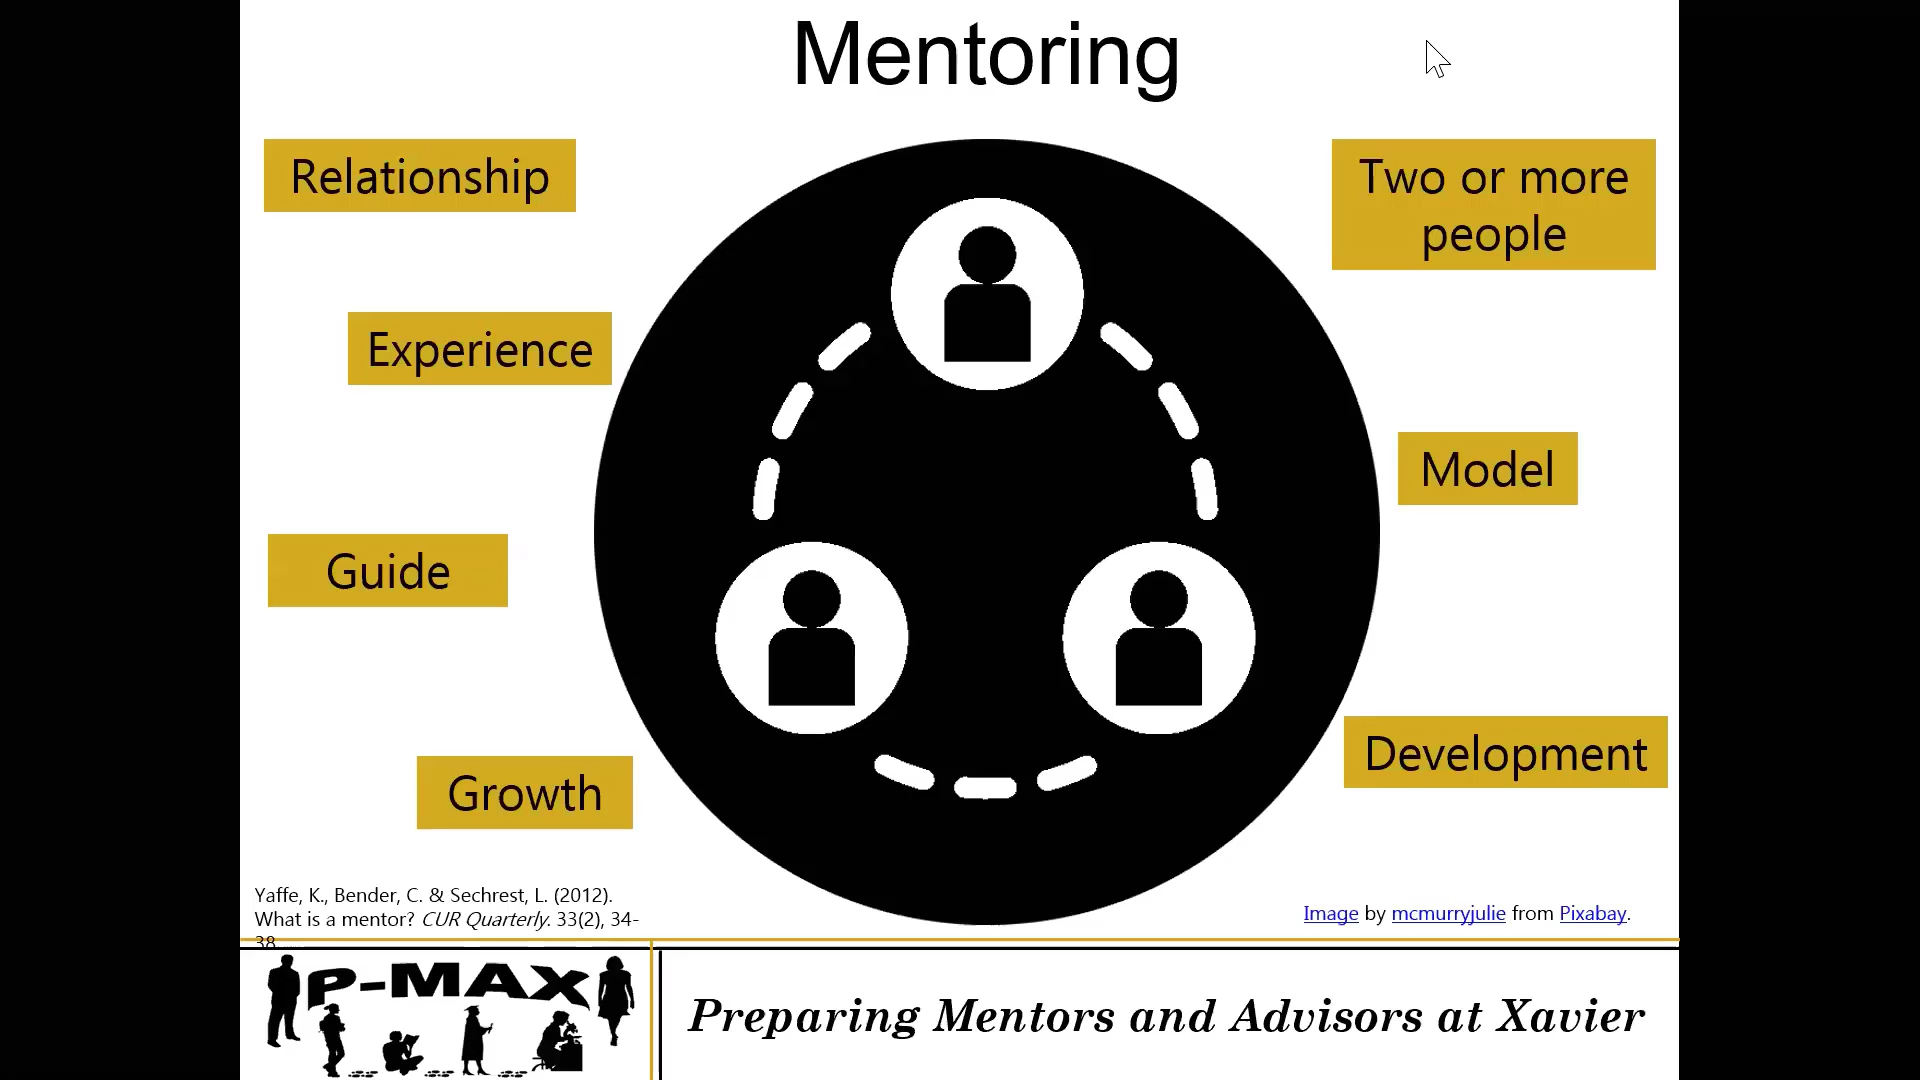 Mentoring
Relationship
Two or more
people
Experience
Model
Guide
Development
Growth
Yaffe, K., Bender, C. & Sechrest, L. (2012).
What is a mentor? CUR Quarterly. 33(2), 34-
38.
Image by mcmurryjulie from Pixabay.
P-MAX
Preparing Mentors and Advisors at Xavier